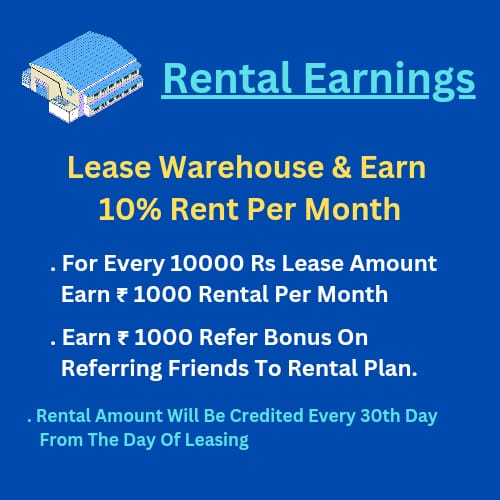 Rental Earnings
Lease Warehouse & Earn
10% Rent Per Month
. For Every 10000 Rs Lease Amount
Earn ₹ 1000 Rental Per Month
. Earn ₹ 1000 Refer Bonus On
Referring Friends To Rental Plan.
. Rental Amount Will Be Credited Every 30th Day
From The Day Of Leasing